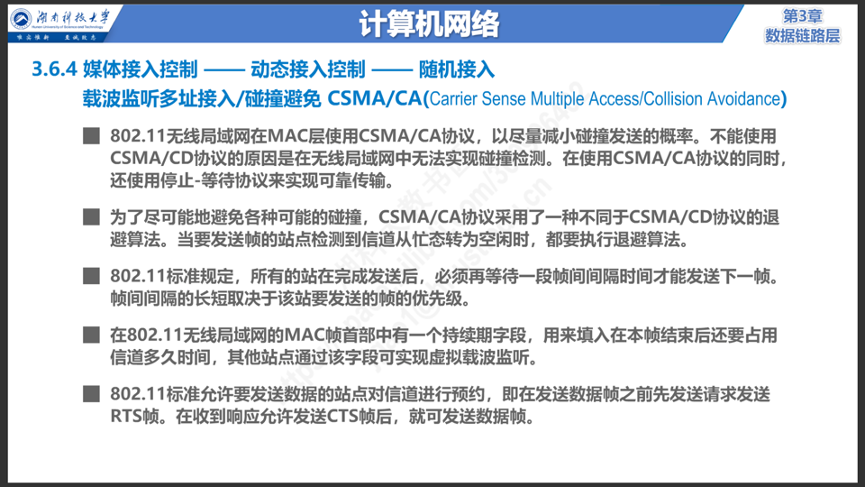 湖南科技大学
Hunan University of Science and Technology
唯实惟新 至诚致志
计算机网络
第3章
数据链路层
3.6.4 媒体接入控制 —— 动态接入控制 —— 随机接入
载波监听多址接入/碰撞避免 CSMA/CA(Carrier Sense Multiple Access/Collision Avoidance)
802.11无线局域网在MAC层使用CSMA/CA协议，以尽量减小碰撞发送的概率。不能使用
CSMA/CD协议的原因是在无线局域网中无法实现碰撞检测。在使用CSMA/CA协议的同时，
还使用停止-等待协议来实现可靠传输。
为了尽可能地避免各种可能的碰撞，CSMA/CA协议采用了一种不同于CSMA/CD协议的退
避算法。当要发送帧的站点检测到信道从忙态转为空闲时，都要执行退避算法。
802.11标准规定，所有的站在完成发送后，必须再等待一段帧间间隔时间才能发送下一帧。
帧间间隔的长短取决于该站要发送的帧的优先级。
在802.11无线局域网的MAC帧首部中有一个持续期字段，用来填入在本帧结束后还要占用
信道多久时间，其他站点通过该字段可实现虚拟载波监听。
802.11标准允许要发送数据的站点对信道进行预约，即在发送数据帧之前先发送请求发送
RTS帧。在收到响应允许发送CTS帧后，就可发送数据帧。